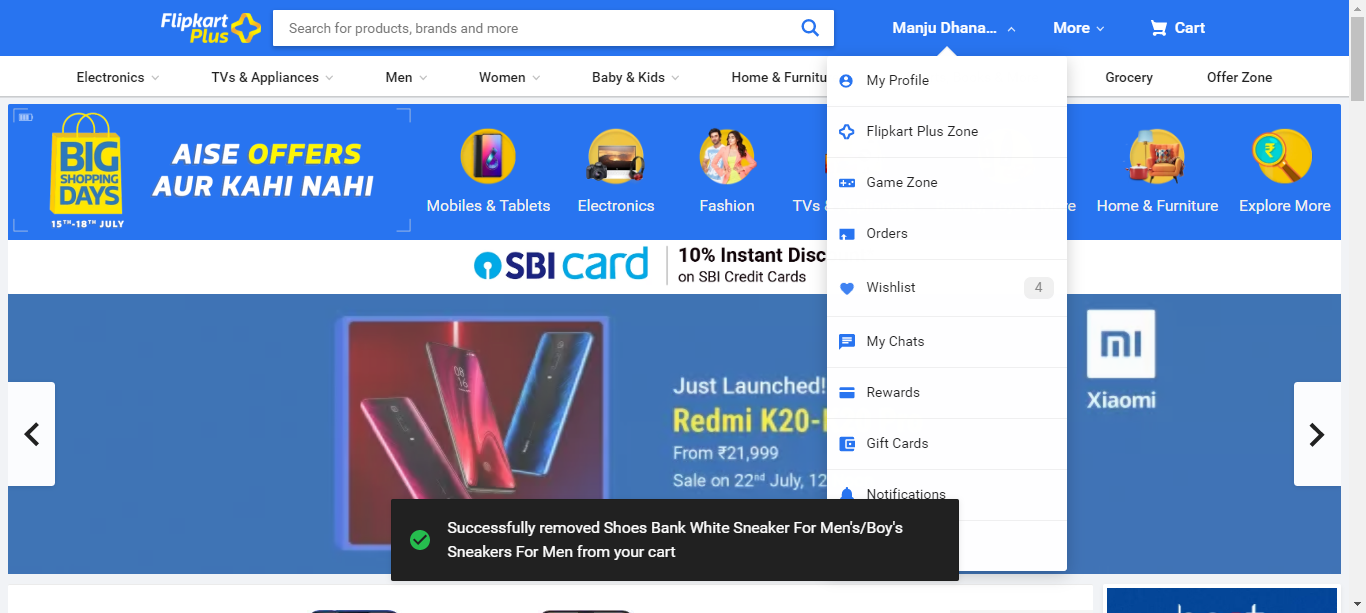 Flipkart
Plus
Search for products, brands and more
Manju Dhana...
More
Cart
Electronics
TVs & Appliances
Men
Women
Baby & Kids
Home & Furnitu
Grocery
Offer Zone
My Profile
Flipkart Plus Zone
Game Zone
Orders
Wishlist
4
My Chats
Rewards
Gift Cards
Notifications
BIG
SHOPPING
DAYS
15TH-18TH JULY
AISE OFFERS
AUR KAHI NAHI
Mobiles & Tablets
Electronics
Fashion
TVs
Home & Furniture
Explore More
SBI card
10% Instant Disc
on SBI Credit Cards
08
16
Just Launched!
Redmi K20-
From ₹21,999
Sale on 22nd July, 12
mi
Xiaomi
Successfully removed Shoes Bank White Sneaker For Men's/Boy's
Sneakers For Men from your cart